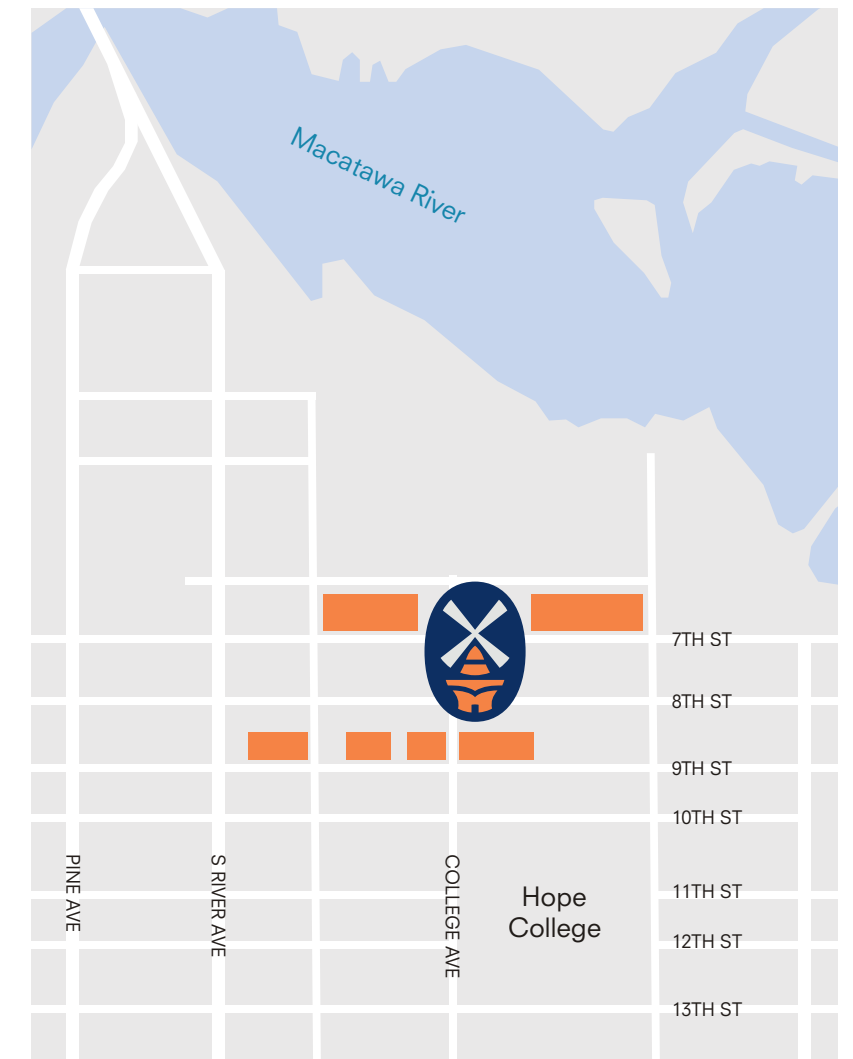 Macatawa River
7TH ST
8TH ST
9TH ST
10TH ST
PINE AVE
S RIVER AVE
COLLEGE AVE
Hope
College
11TH ST
12TH ST
13TH ST